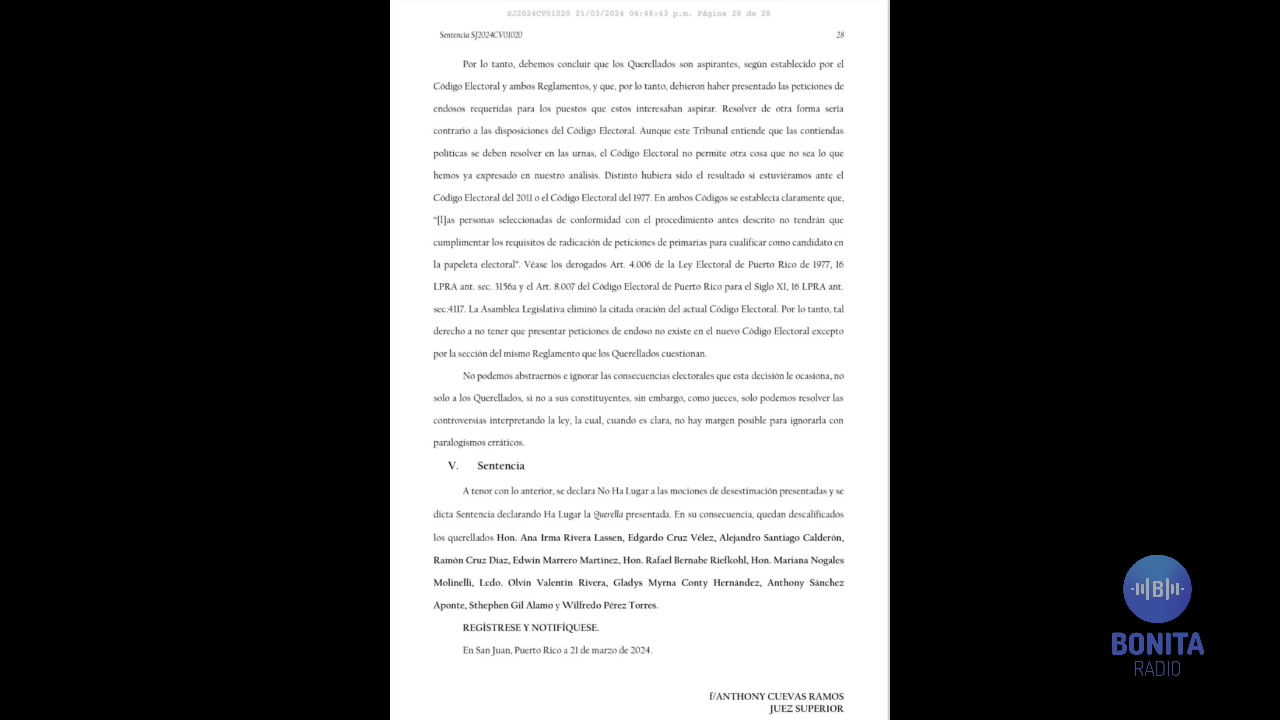 SJ2024CV01020 21/03/2024 04:48:43 p.m. Página 28 de 28
Sentencia SJ2024CV01020 28
Por lo tanto, debemos concluir que los Querellados son aspirantes, según establecido por el
Código Electoral y ambos Reglamentos, y que, por lo tanto, debieron haber presentado las peticiones de
endosos requeridas para los puestos que estos interesaban aspirar. Resolver de otra forma sería
contrario a las disposiciones del Código Electoral. Aunque este Tribunal entiende que las contiendas
políticas se deben resolver en las urnas, el Código Electoral no permite otra cosa que no sea lo que
hemos ya expresado en nuestro análisis. Distinto hubiera sido el resultado si estuviéramos ante el
Código Electoral del 2011 o el Código Electoral del 1977. En ambos Códigos se establecía claramente que,
“[l]as personas seleccionadas de conformidad con el procedimiento antes descrito no tendrán que
cumplimentar los requisitos de radicación de peticiones de primarias para cualificar como candidato en
la papeleta electoral”. Véase los derogados Art. 4.006 de la Ley Electoral de Puerto Rico de 1977, 16
LPRA ant. sec. 3156a y el Art. 8.007 del Código Electoral de Puerto Rico para el Siglo XI, 16 LPRA ant.
sec.4117. La Asamblea Legislativa eliminó la citada oración del actual Código Electoral. Por lo tanto, tal
derecho a no tener que presentar peticiones de endoso no existe en el nuevo Código Electoral excepto
por la sección del mismo Reglamento que los Querellados cuestionan.
No podemos abstraernos e ignorar las consecuencias electorales que esta decisión le ocasiona, no
solo a los Querellados, si no a sus constituyentes, sin embargo, como jueces, solo podemos resolver las
controversias interpretando la ley, la cual, cuando es clara, no hay margen posible para ignorarla con
paralogismos erráticos.
V. Sentencia
A tenor con lo anterior, se declara No Ha Lugar a las mociones de desestimación presentadas y se
dicta Sentencia declarando Ha Lugar la Querella presentada. En su consecuencia, quedan descalificados
los querellados Hon. Ana Irma Rivera Lassen, Edgardo Cruz Vélez, Alejandro Santiago Calderón,
Ramón Cruz Díaz, Edwin Marrero Martínez, Hon. Rafael Bernabe Riefkohl, Hon. Mariana Nogales
Molinelli, Lcdo. Olvin Valentín Rivera, Gladys Myrna Conty Hernández, Anthony Sánchez
Aponte, Sthephen Gil Alamo y Wilfredo Pérez Torres.
REGÍSTRESE Y NOTIFÍQUESE.
En San Juan, Puerto Rico a 21 de marzo de 2024.
f/ANTHONY CUEVAS RAMOS
JUEZ SUPERIOR
B
BONITA
RADIO